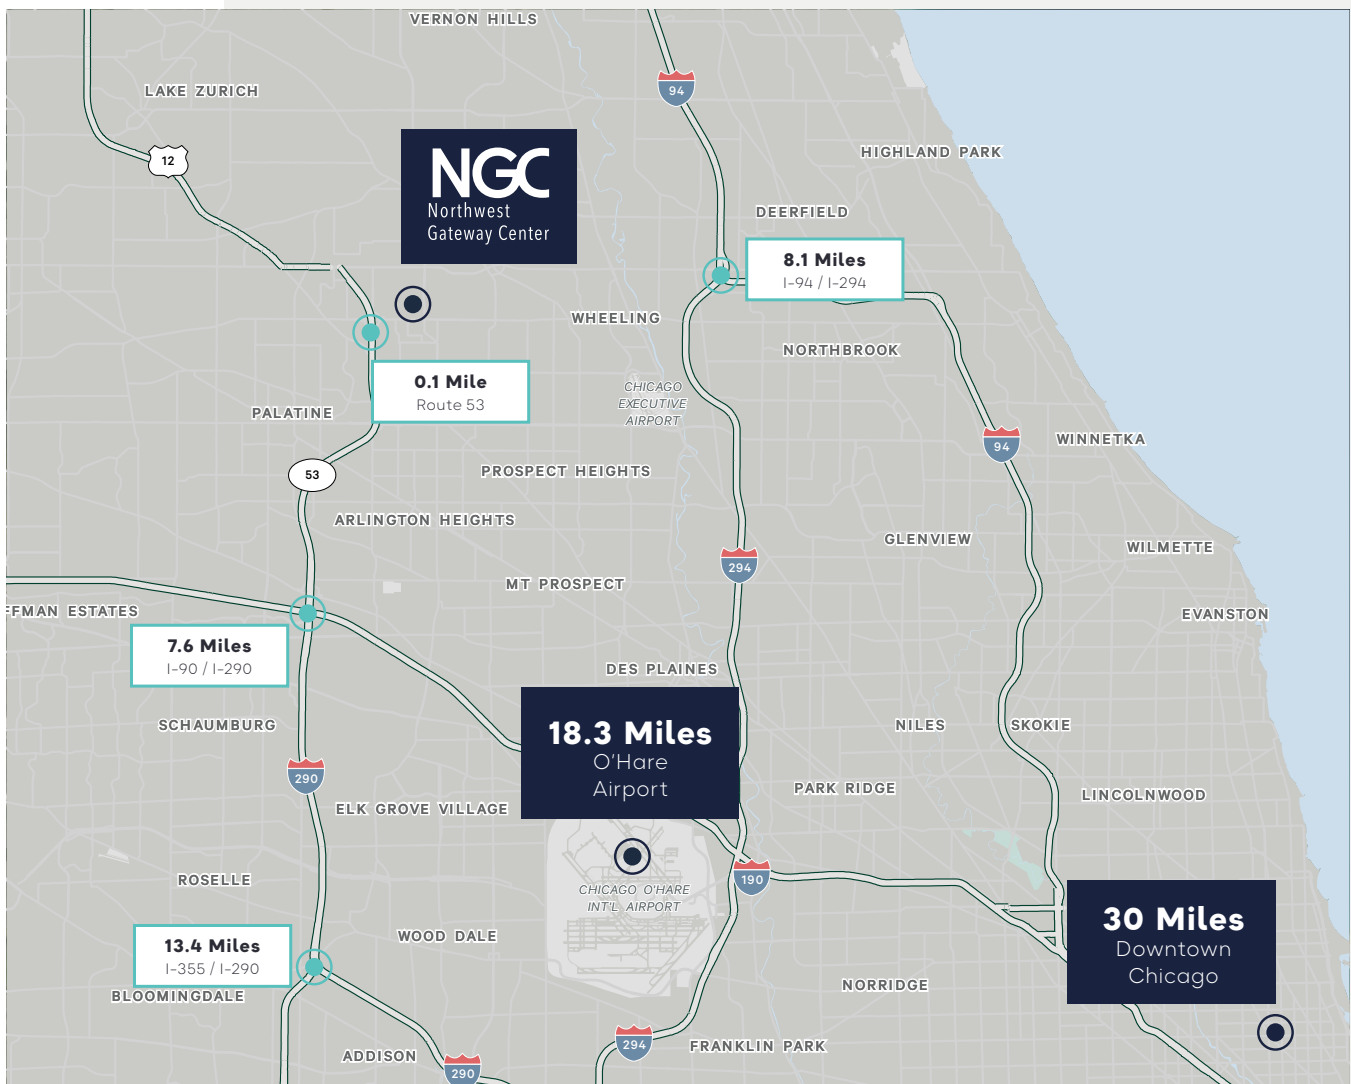 VERNON HILLS
94
LAKE ZURICH
12
HIGHLAND PARK
NGC
Northwest
Gateway Center
DEERFIELD
8.1 Miles
I-94 / I-294
WHEELING
NORTHBROOK
0.1 Mile
Route 53
CHICAGO
EXECUTIVE
AIRPORT
PALATINE
94
WINNETKA
53
PROSPECT HEIGHTS
ARLINGTON HEIGHTS
GLENVIEW
WILMETTE
294
MT PROSPECT
FFMAN ESTATES
EVANSTON
7.6 Miles
I-90 / I-290
DES PLAINES
SCHAUMBURG
18.3 Miles
O'Hare
Airport
NILES
SKOKIE
290
ELK GROVE VILLAGE
PARK RIDGE
LINCOLNWOOD
ROSELLE
CHICAGO O'HARE
INT'L AIRPORT
190
30 Miles
Downtown
Chicago
WOOD DALE
13.4 Miles
I-355 / I-290
BLOOMINGDALE
NORRIDGE
ADDISON
290
294
FRANKLIN PARK